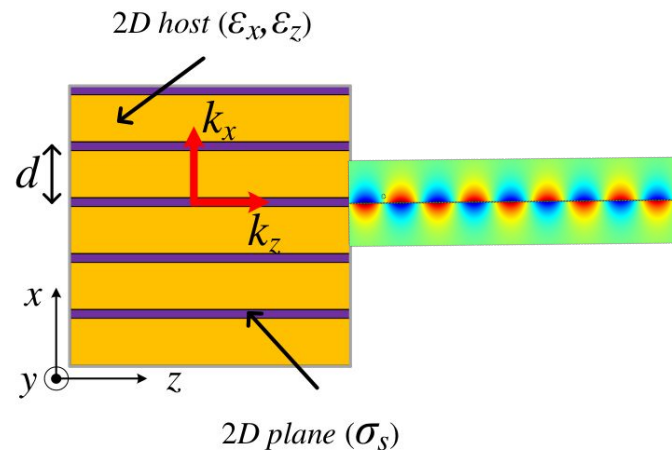 2D host (εx, εz)
kx
d
kz
x
y
z
2D plane (σs)